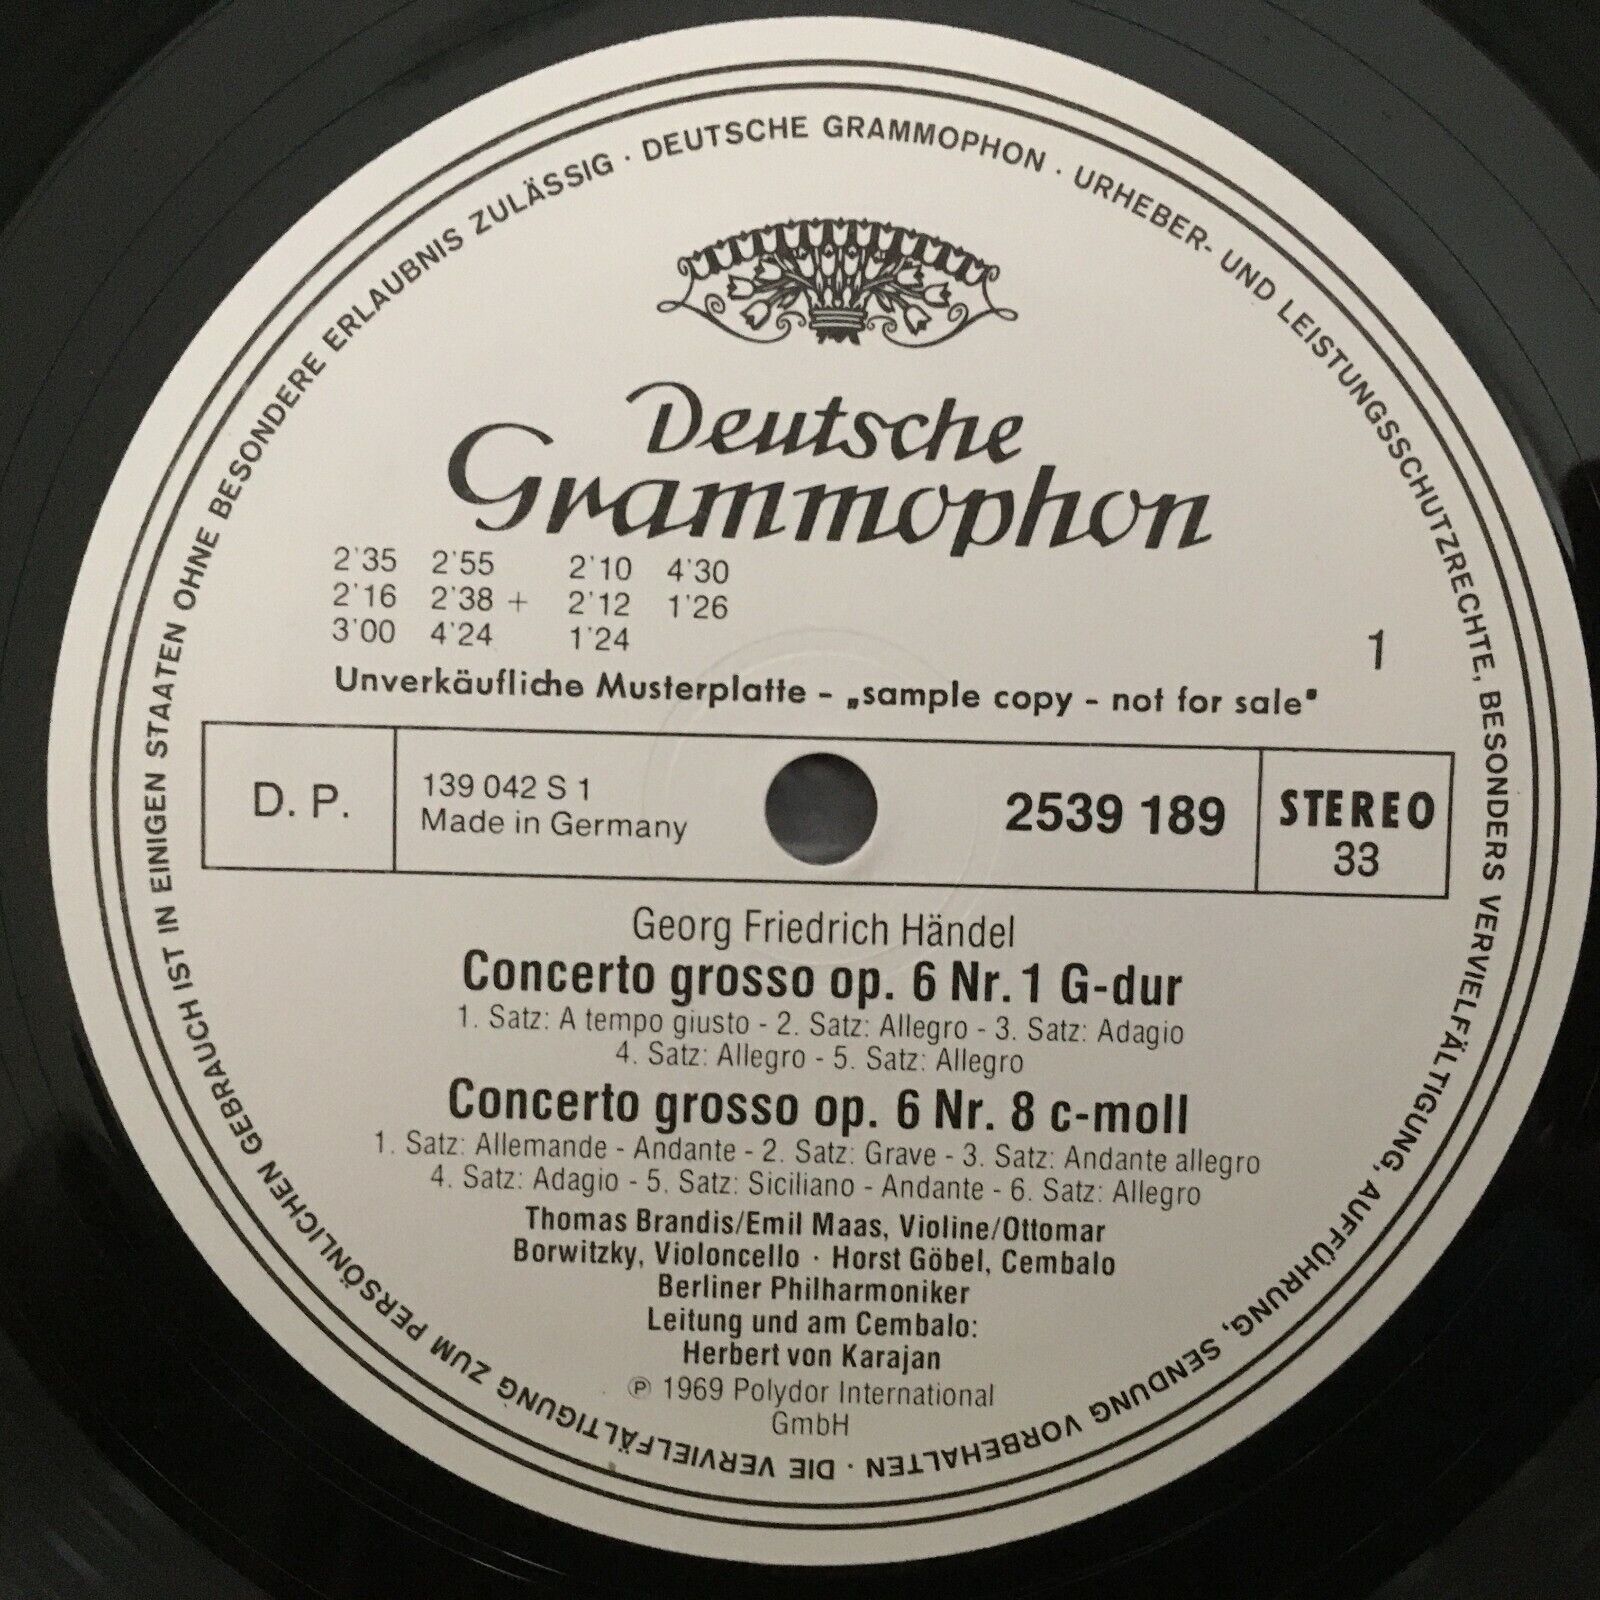 DEUTSCHE GRAMMOPHON · URHEBER- UND LEISTUNGSSCHUTZRECHTE, BESONDERS VERVIELFÄLTIGUNG, AUFFÜHRUNG, SENDUNG VORBEHALTEN · DIE VERVIELFÄLTIGUNG ZUM PERSÖNLICHEN GEBRAUCH IST IN EINIGEN STAATEN OHNE BESONDERE ERLAUBNIS ZULÄSSIG ·
Deutsche
Grammophon
2'35 2'55 2'10 4'30
2'16 2'38 + 2'12 1'26
3'00 4'24 1'24
1
Unverkäufliche Musterplatte - „sample copy - not for sale"
D. P.
139 042 S 1
Made in Germany
2539 189
STEREO
33
Georg Friedrich Händel
Concerto grosso op. 6 Nr. 1 G-dur
1. Satz: A tempo giusto - 2. Satz: Allegro - 3. Satz: Adagio
4. Satz: Allegro - 5. Satz: Allegro
Concerto grosso op. 6 Nr. 8 c-moll
1. Satz: Allemande - Andante - 2. Satz: Grave - 3. Satz: Andante allegro
4. Satz: Adagio - 5. Satz: Siciliano - Andante - 6. Satz: Allegro
Thomas Brandis/Emil Maas, Violine/Ottomar
Borwitzky, Violoncello · Horst Göbel, Cembalo
Berliner Philharmoniker
Leitung und am Cembalo:
Herbert von Karajan
℗ 1969 Polydor International
GmbH